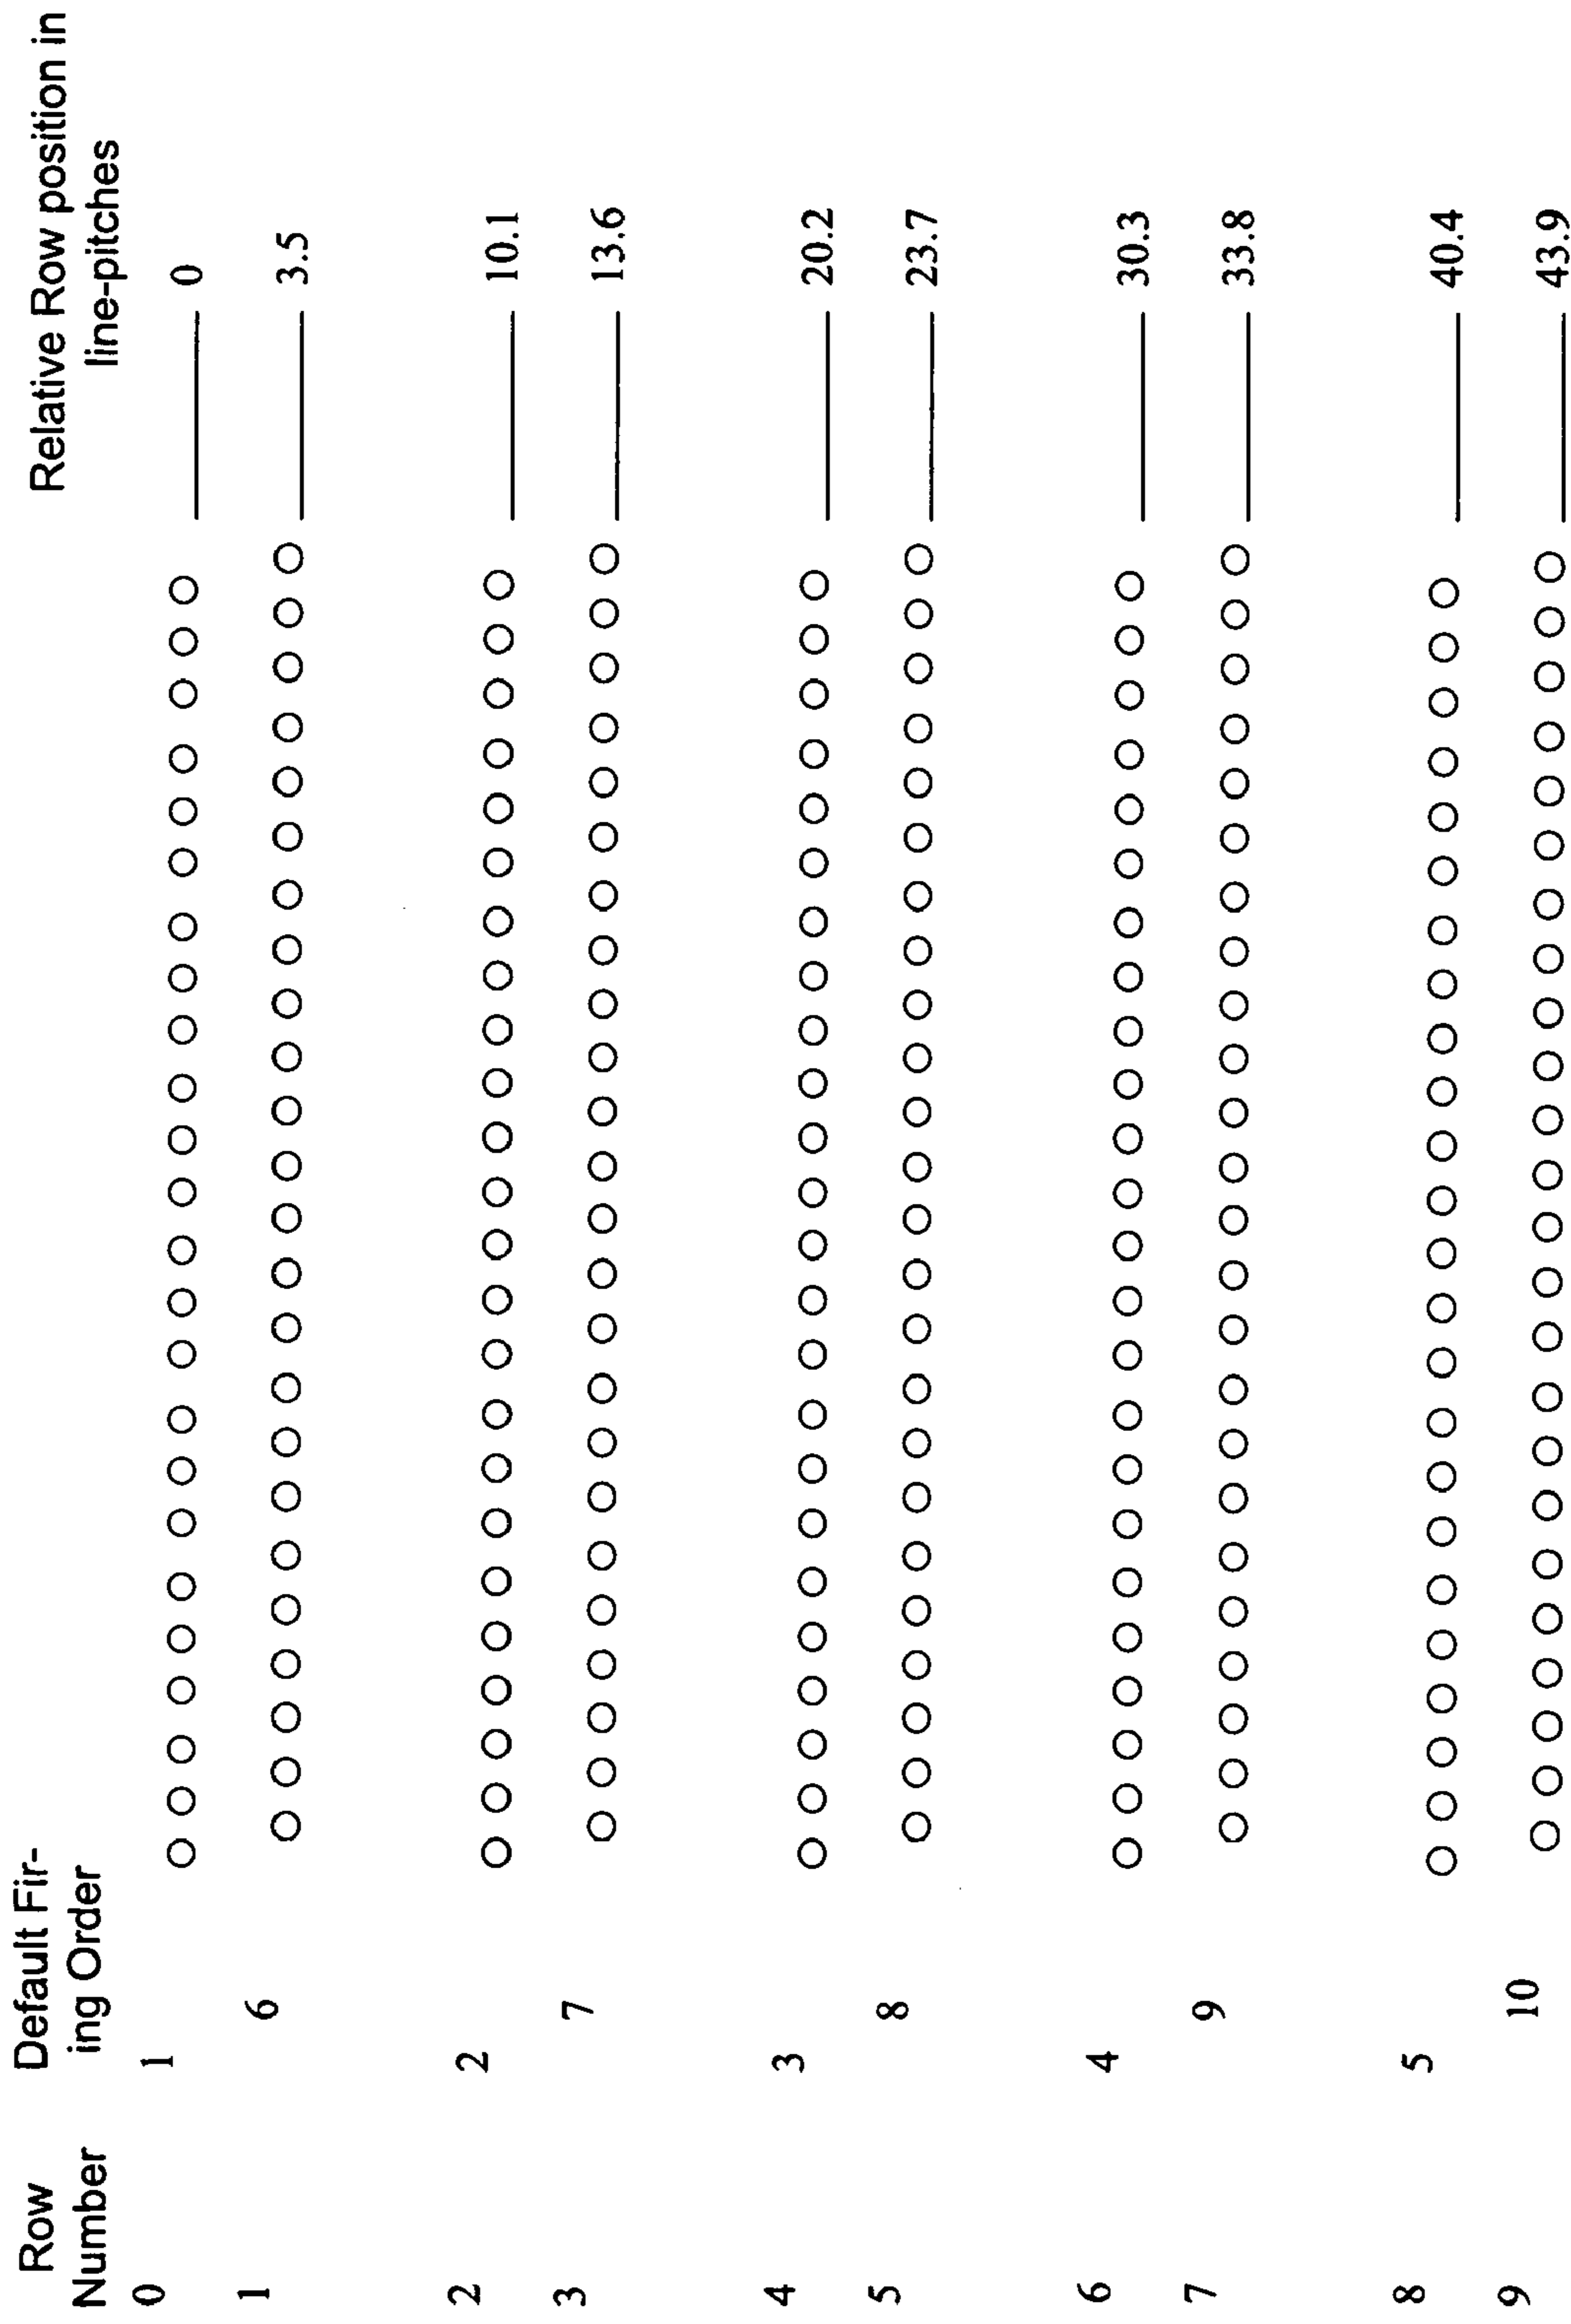 Row Number
Default Fir-
ing Order
Relative Row position in
line-pitches
0 1 0
1 6 3.5
2 2 10.1
3 7 13.6
4 3 20.2
5 8 23.7
6 4 30.3
7 9 33.8
8 5 40.4
9 10 43.9